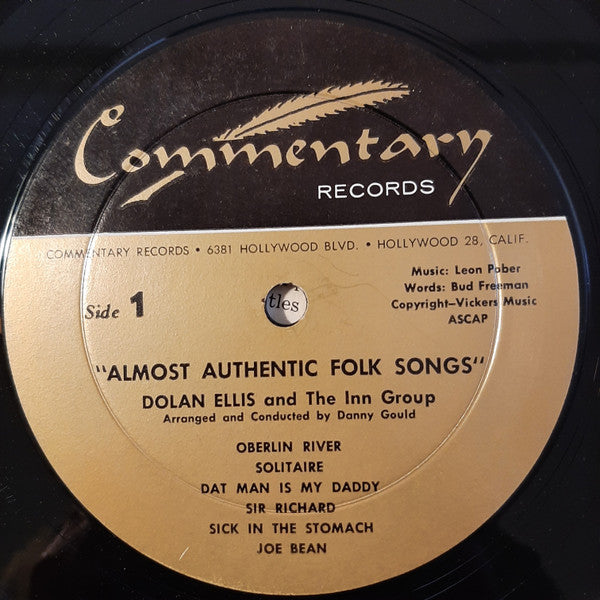 Commentary
RECORDS
COMMENTARY RECORDS • 6381 HOLLYWOOD BLVD. • HOLLYWOOD 28, CALIF.
Music: Leon Pober
Words: Bud Freeman
Copyright–Vickers Music
ASCAP
Side 1
tles
"ALMOST AUTHENTIC FOLK SONGS"
DOLAN ELLIS and The Inn Group
Arranged and Conducted by Danny Gould
OBERLIN RIVER
SOLITAIRE
DAT MAN IS MY DADDY
SIR RICHARD
SICK IN THE STOMACH
JOE BEAN